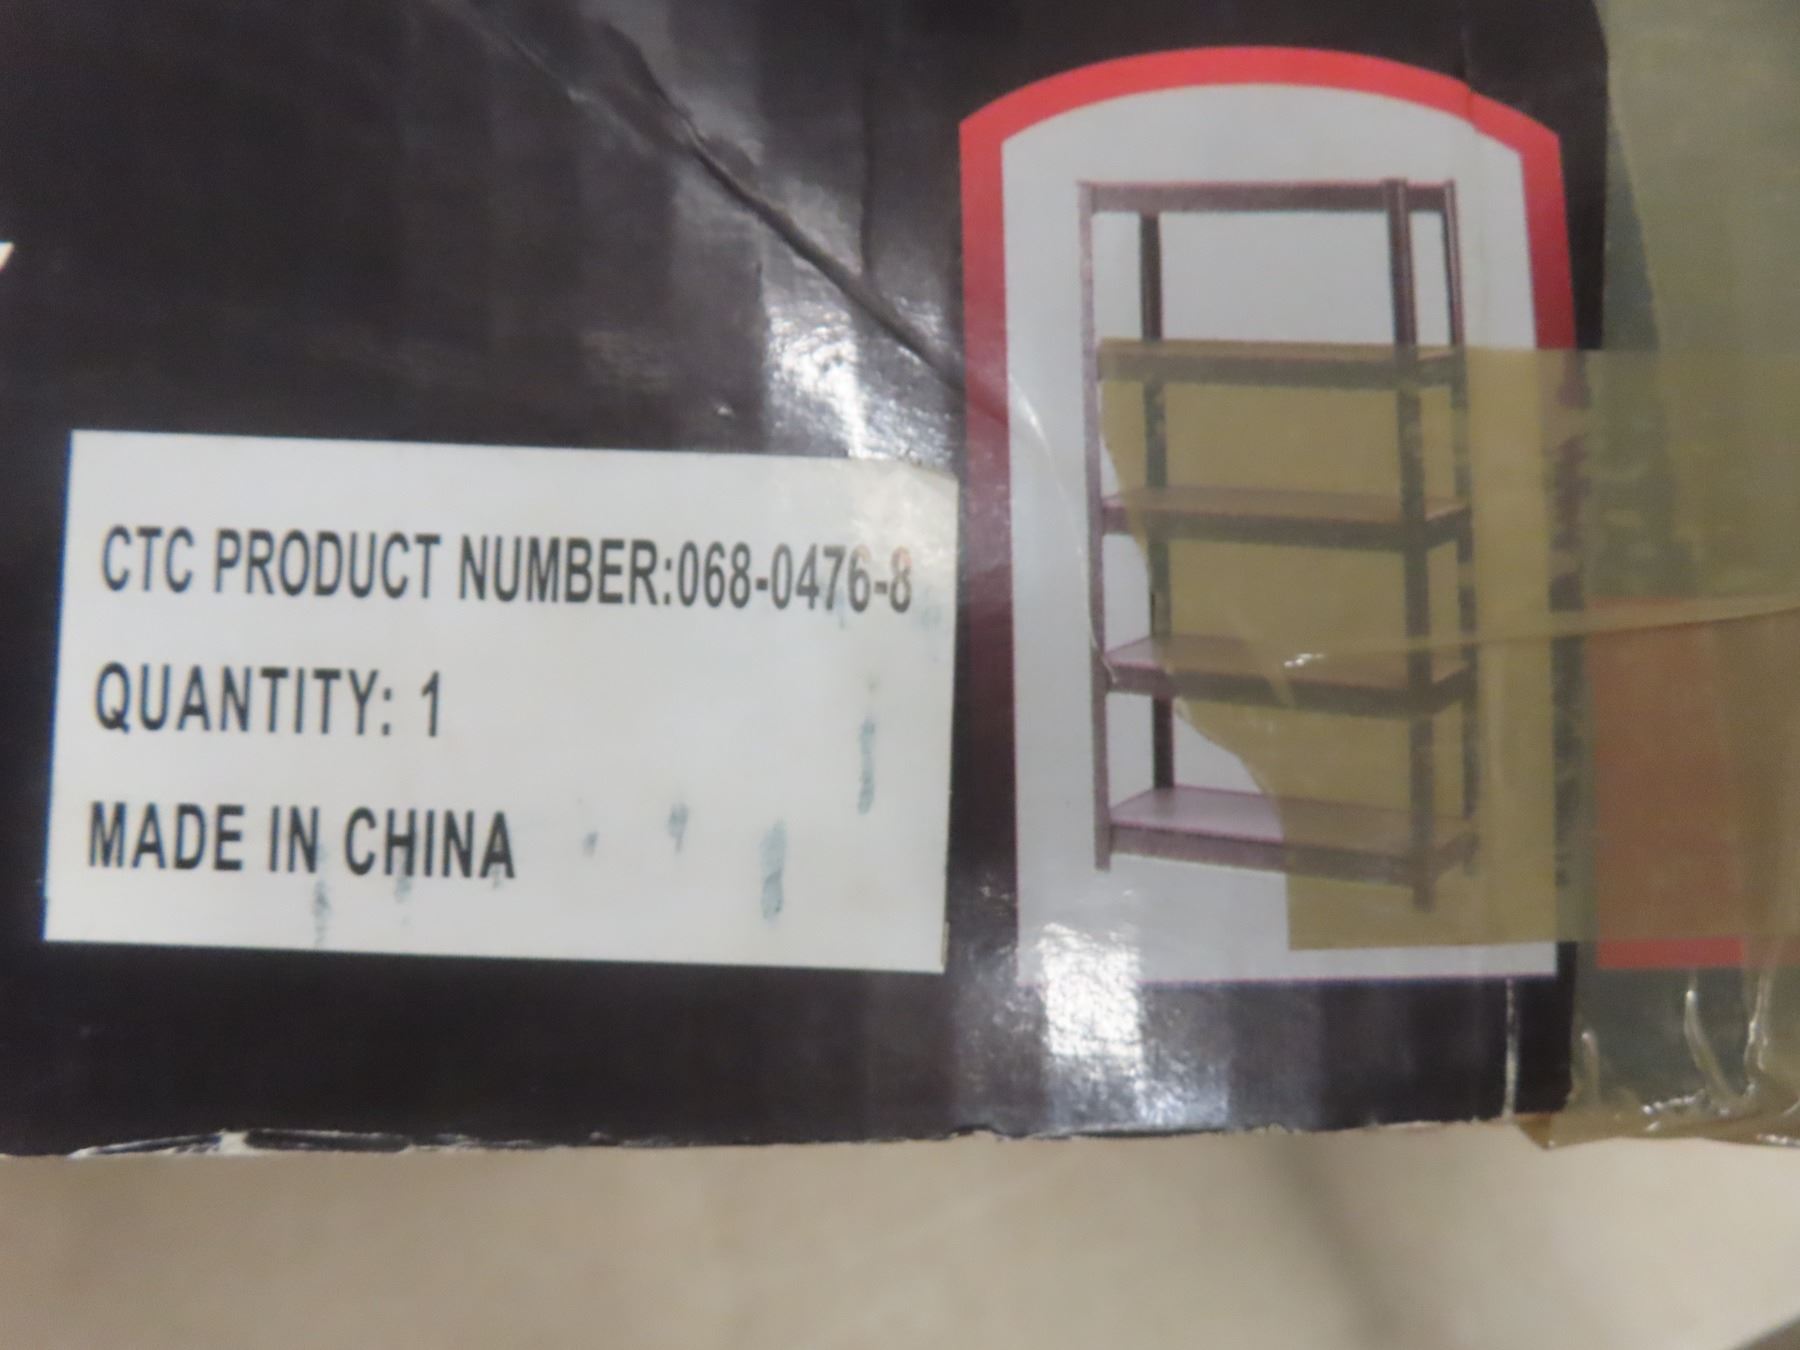 CTC PRODUCT NUMBER:068-0476-8
QUANTITY: 1
MADE IN CHINA